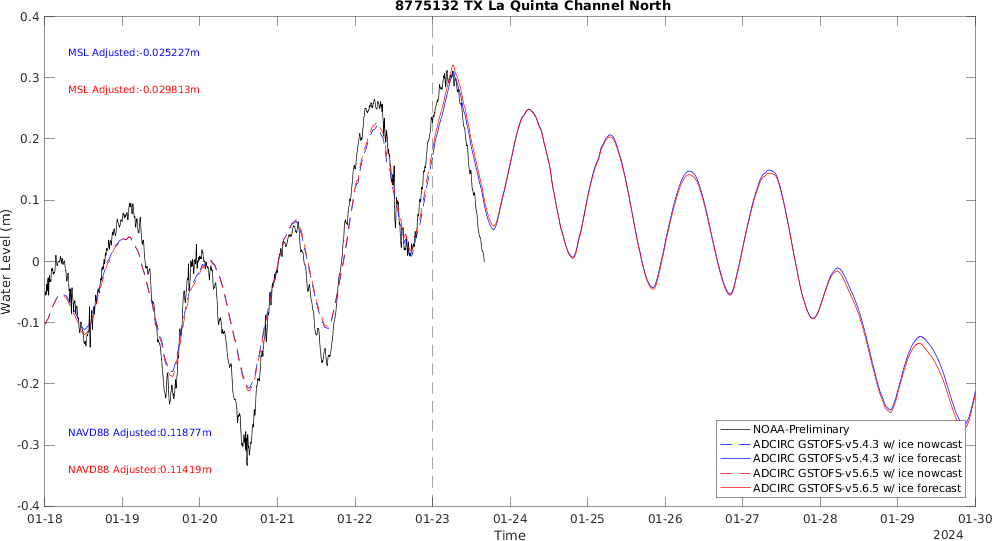 8775132 TX La Quinta Channel North
0.4
0.3
0.2
0.1
0
-0.1
-0.2
-0.3
-0.4
Water Level (m)
MSL Adjusted:-0.025227m
MSL Adjusted:-0.029813m
NAVD88 Adjusted:0.11877m
NAVD88 Adjusted:0.11419m
NOAA-Preliminary
ADCIRC GSTOFS-v5.4.3 w/ ice nowcast
ADCIRC GSTOFS-v5.4.3 w/ ice forecast
ADCIRC GSTOFS-v5.6.5 w/ ice nowcast
ADCIRC GSTOFS-v5.6.5 w/ ice forecast
01-18 01-19 01-20 01-21 01-22 01-23 01-24 01-25 01-26 01-27 01-28 01-29 01-30
Time
2024